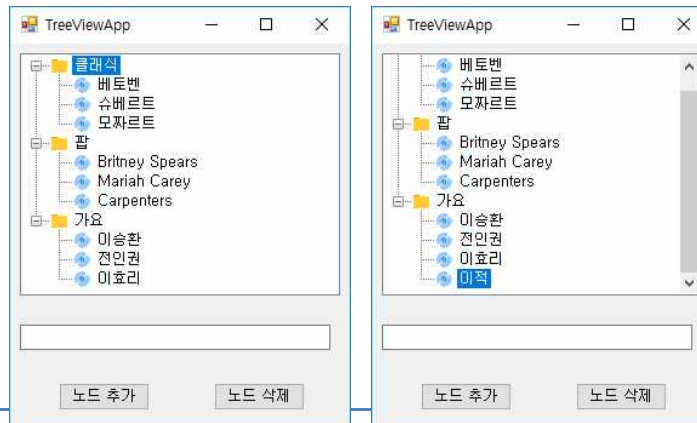 TreeViewApp
클래식
베토벤
슈베르트
모짜르트
팝
Britney Spears
Mariah Carey
Carpenters
가요
이승환
전인권
이효리
노드 추가
노드 삭제
TreeViewApp
베토벤
슈베르트
모짜르트
팝
Britney Spears
Mariah Carey
Carpenters
가요
이승환
전인권
이효리
이적
노드 추가
노드 삭제